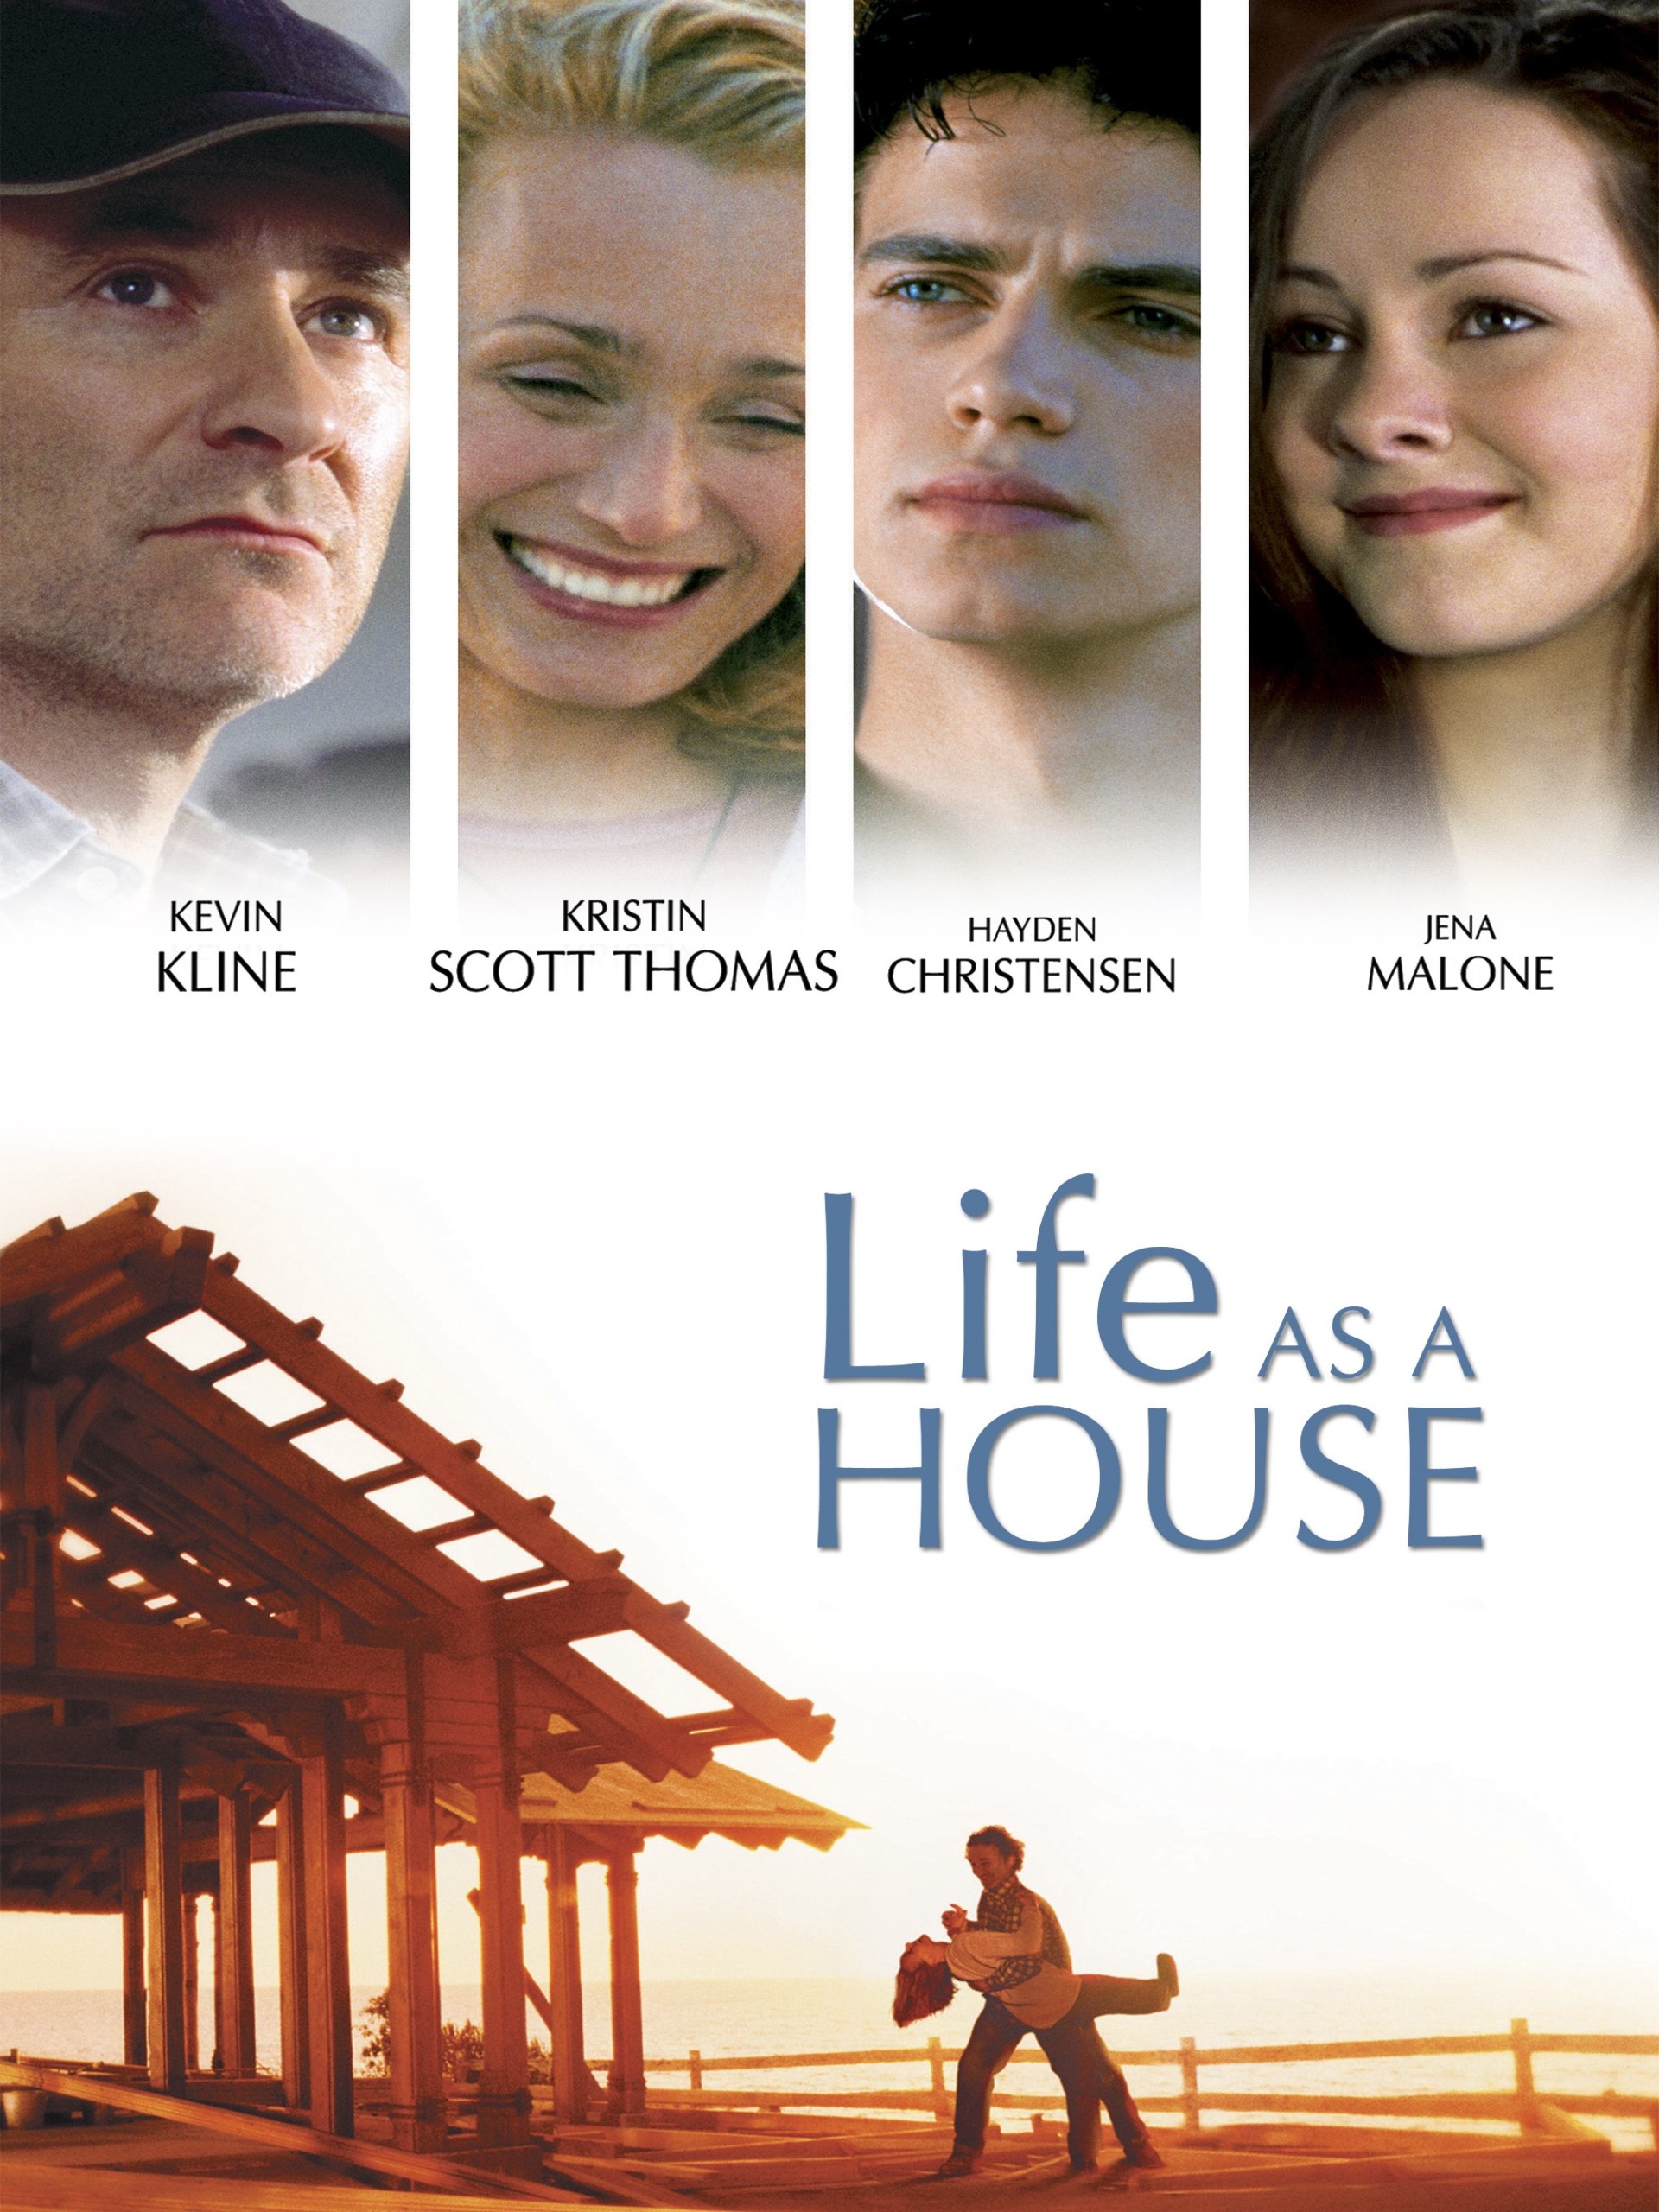 KEVIN
KLINE
KRISTIN
SCOTT THOMAS
HAYDEN
CHRISTENSEN
JENA
MALONE
Life AS A
HOUSE